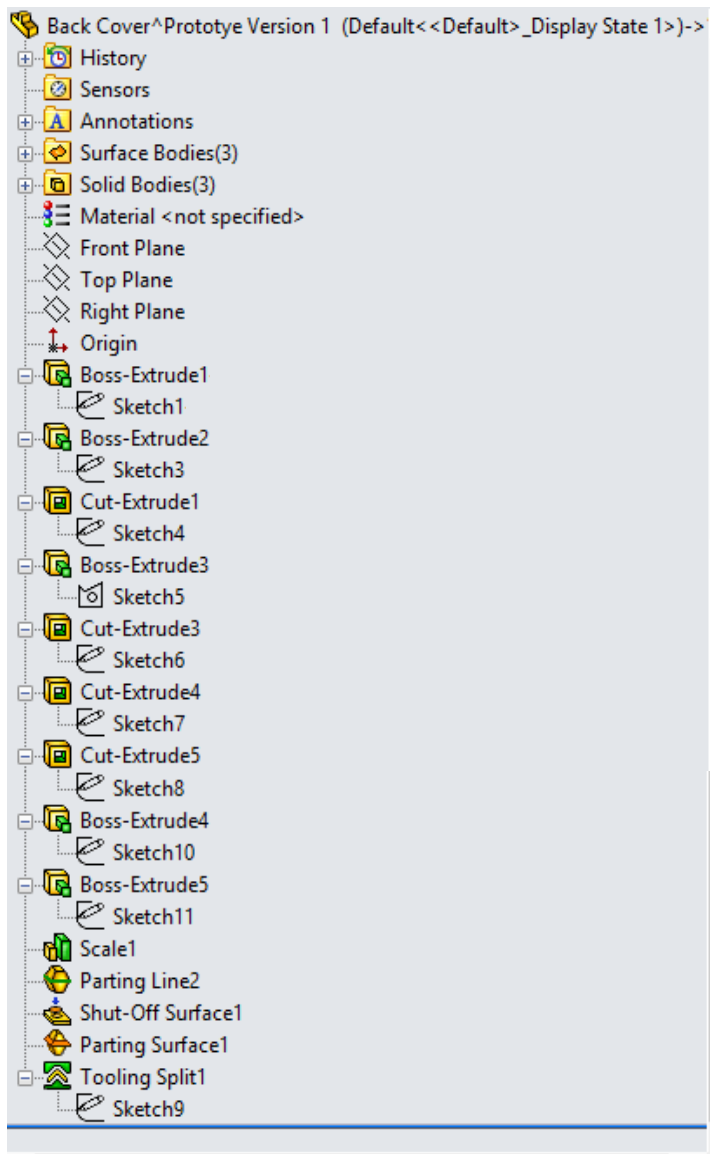 Back Cover^Prototye Version 1 (Default<<Default>_Display State 1>)->
History
Sensors
A Annotations
Surface Bodies(3)
Solid Bodies(3)
Material <not specified>
Front Plane
Top Plane
Right Plane
Origin
Boss-Extrude1
Sketch1
Boss-Extrude2
Sketch3
Cut-Extrude1
Sketch4
Boss-Extrude3
Sketch5
Cut-Extrude3
Sketch6
Cut-Extrude4
Sketch7
Cut-Extrude5
Sketch8
Boss-Extrude4
Sketch10
Boss-Extrude5
Sketch11
Scale1
Parting Line2
Shut-Off Surface1
Parting Surface1
Tooling Split1
Sketch9